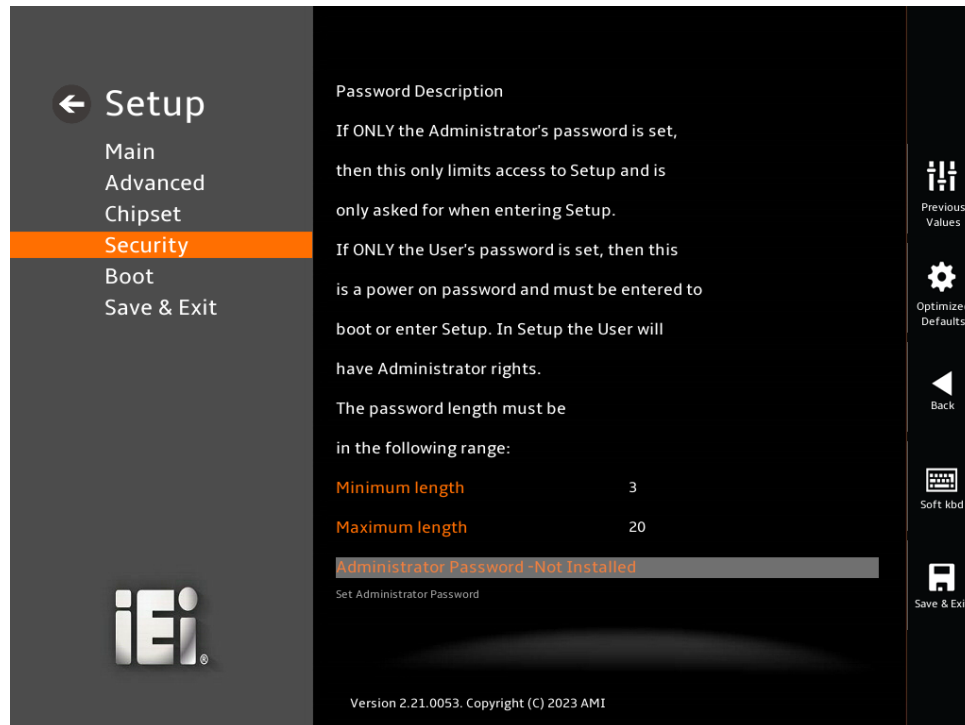 Setup
Main
Advanced
Chipset
Security
Boot
Save & Exit
Password Description
If ONLY the Administrator's password is set,
then this only limits access to Setup and is
only asked for when entering Setup.
If ONLY the User's password is set, then this
is a power on password and must be entered to
boot or enter Setup. In Setup the User will
have Administrator rights.
The password length must be
in the following range:
Minimum length 3
Maximum length 20
Administrator Password -Not Installed
Set Administrator Password
Version 2.21.0053. Copyright (C) 2023 AMI
Previous
Values
Optimize
Defaults
Back
Soft kbd
Save & Exi
iEi®